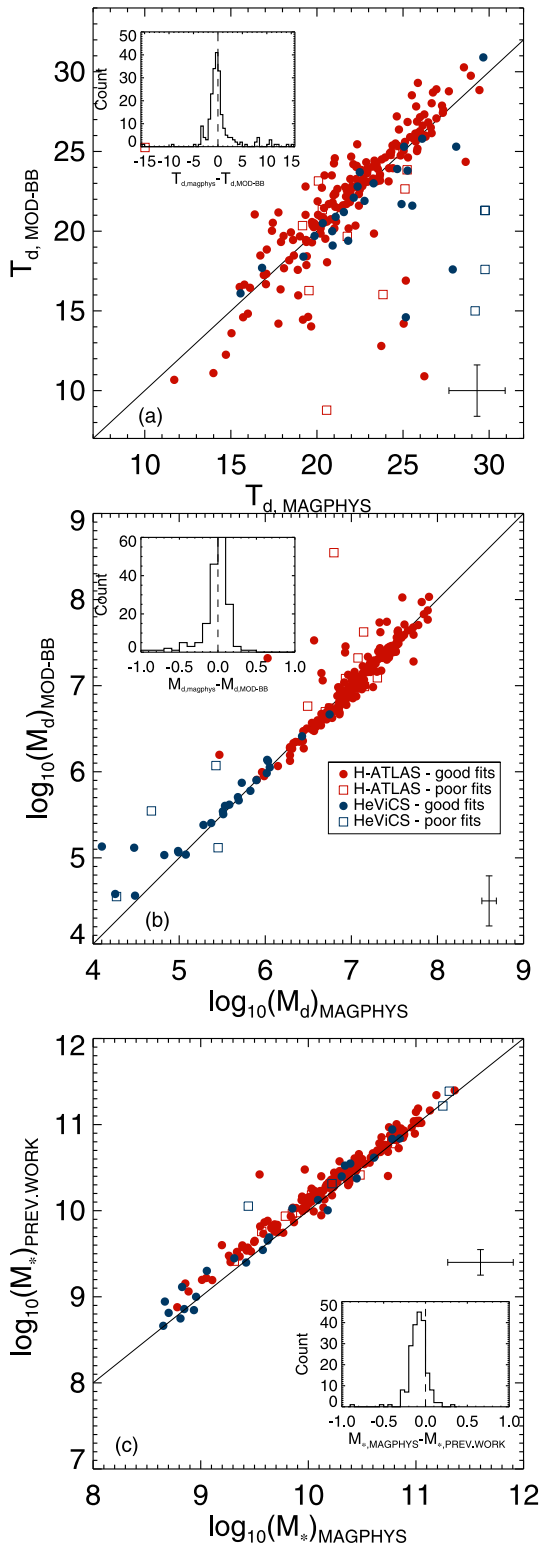 50
40
30
20
10
0
Count
-15 -10 -5 0 5 10 15
T_d,magphys-T_d,MOD-BB
30
25
20
15
10
T_d, MOD-BB
(a)
10 15 20 25 30
T_d, MAGPHYS
60
40
20
0
Count
-1.0 -0.5 0.0 0.5 1.0
M_d,magphys-M_d,MOD-BB
9
8
7
6
5
4
log10(M_d)MOD-BB
H-ATLAS - good fits
H-ATLAS - poor fits
HeViCS - good fits
HeViCS - poor fits
(b)
4 5 6 7 8 9
log10(M_d)MAGPHYS
12
11
10
9
8
7
log10(M_*)PREV.WORK
50
40
30
20
10
0
Count
-1.0 -0.5 0.0 0.5 1.0
M_*,MAGPHYS-M_*,PREV.WORK
(c)
8 9 10 11 12
log10(M_*)MAGPHYS